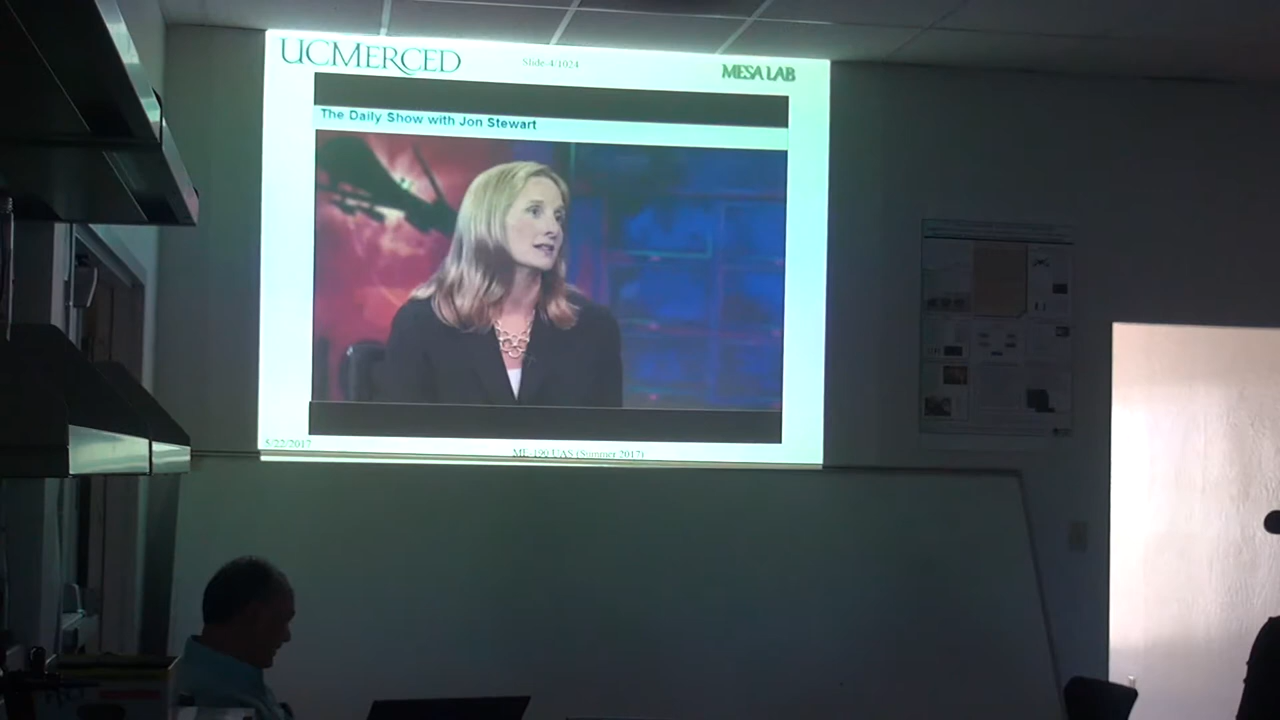 UCMERCED
Slide-4/1024
MESA LAB
The Daily Show with Jon Stewart
5/22/2017
ME-190 UAS (Summer 2017)